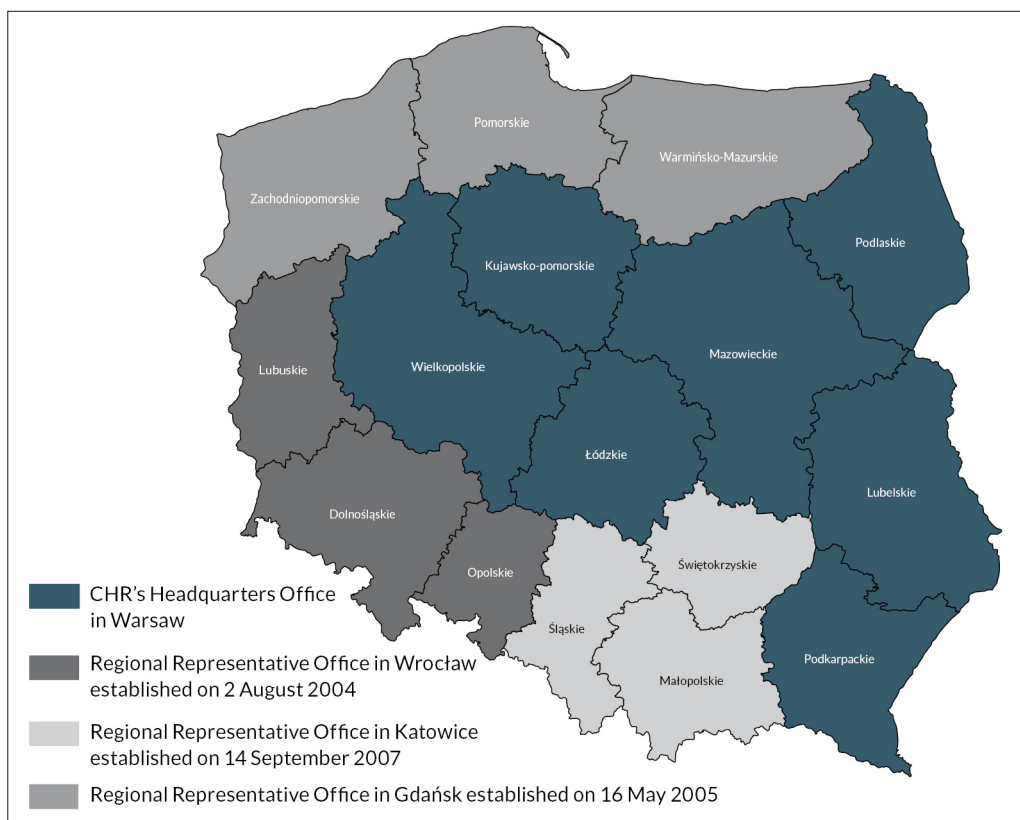 Pomorskie
Warmińsko-Mazurskie
Zachodniopomorskie
Podlaskie
Kujawsko-pomorskie
Mazowieckie
Wielkopolskie
Lubuskie
Łódzkie
Lubelskie
Dolnośląskie
Świętokrzyskie
Opolskie
Śląskie
Podkarpackie
Małopolskie
CHR's Headquarters Office
in Warsaw
Regional Representative Office in Wrocław
established on 2 August 2004
Regional Representative Office in Katowice
established on 14 September 2007
Regional Representative Office in Gdańsk established on 16 May 2005